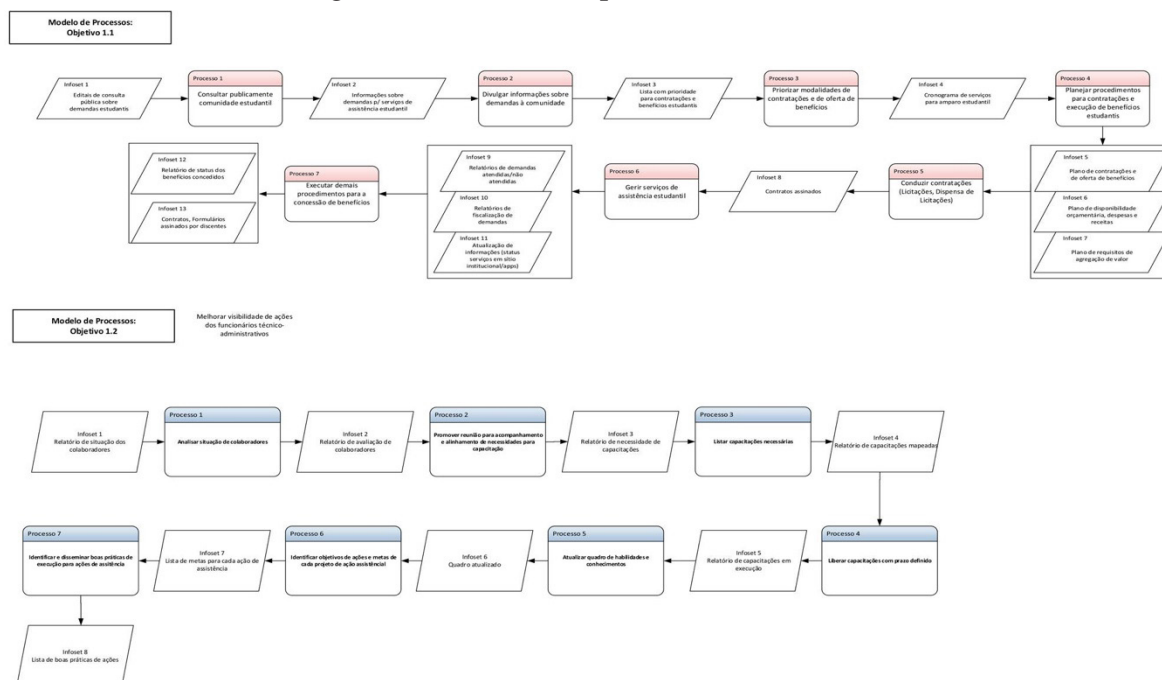 Modelo de Processos:
Objetivo 1.1
Infoset 1
Editais de consulta
pública sobre
demandas estudantis
Processo 1
Consultar publicamente
comunidade estudantil
Infoset 2
Informações sobre
demandas p/ serviços de
assistência estudantil
Processo 2
Divulgar informações sobre
demandas à comunidade
Infoset 3
Lista com prioridade
para contratações e
benefícios estudantis
Processo 3
Priorizar modalidades de
contratações e de oferta de
benefícios
Infoset 4
Cronograma de serviços
para amparo estudantil
Processo 4
Planejar procedimentos
para contratações e
execução de benefícios
estudantis
Infoset 5
Plano de contratações e
de oferta de benefícios
Infoset 6
Plano de disponibilidade
orçamentária, despesas e
receitas
Infoset 7
Plano de requisitos de
agregação de valor
Processo 5
Conduzir contratações
(Licitações, Dispensa de
Licitações)
Infoset 8
Contratos assinados
Processo 6
Gerir serviços de
assistência estudantil
Infoset 9
Relatórios de demandas
atendidas/não
atendidas
Infoset 10
Relatórios de
fiscalização de
demandas
Infoset 11
Atualização de
informações (status
serviços em sítio
institucional/apps)
Processo 7
Executar demais
procedimentos para a
concessão de benefícios
Infoset 12
Relatório de status dos
benefícios concedidos
Infoset 13
Contratos, Formulários
assinados por discentes
Modelo de Processos:
Objetivo 1.2
Melhorar visibilidade de ações
dos funcionários técnico-
administrativos
Infoset 1
Relatório de situação dos
colaboradores
Processo 1
Analisar situação de colaboradores
Infoset 2
Relatório de avaliação de
colaboradores
Processo 2
Promover reunião para acompanhamento
e alinhamento de necessidades para
capacitação
Infoset 3
Relatório de necessidade de
capacitações
Processo 3
Listar capacitações necessárias
Infoset 4
Relatório de capacitações mapeadas
Processo 4
Liberar capacitações com prazo definido
Infoset 5
Relatório de capacitações em
execução
Processo 5
Atualizar quadro de habilidades e
conhecimentos
Infoset 6
Quadro atualizado
Processo 6
Identificar objetivos de ações e metas de
cada projeto de ação assistêncial
Infoset 7
Lista de metas para cada ação de
assistência
Processo 7
Identificar e disseminar boas práticas de
execução para ações de assitência
Infoset 8
Lista de boas práticas de ações